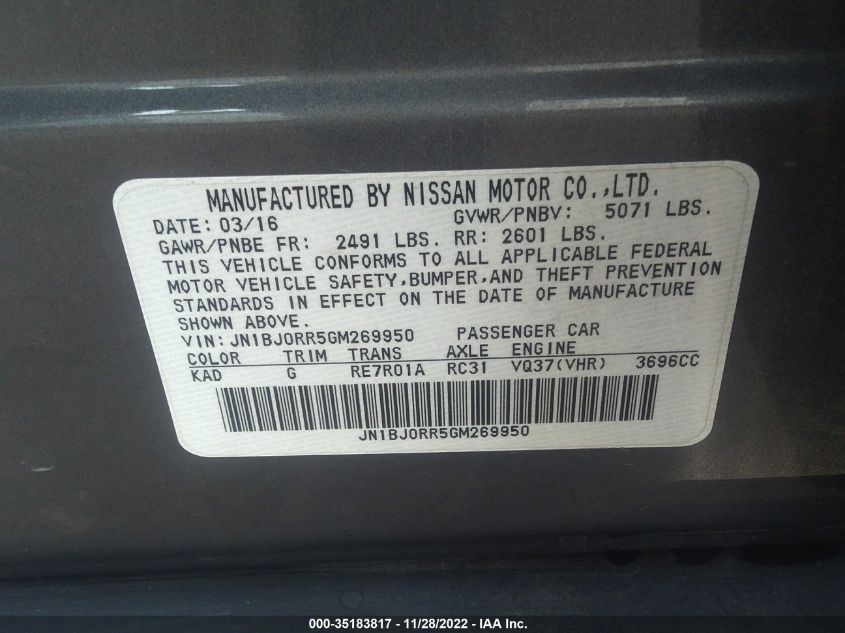 MANUFACTURED BY NISSAN MOTOR CO.,LTD.
DATE: 03/16 GVWR/PNBV: 5071 LBS.
GAWR/PNBE FR: 2491 LBS. RR: 2601 LBS.
THIS VEHICLE CONFORMS TO ALL APPLICABLE FEDERAL
MOTOR VEHICLE SAFETY,BUMPER,AND THEFT PREVENTION
STANDARDS IN EFFECT ON THE DATE OF MANUFACTURE
SHOWN ABOVE.
VIN: JN1BJ0RR5GM269950 PASSENGER CAR
COLOR TRIM TRANS AXLE ENGINE
KAD G RE7R01A RC31 VQ37(VHR) 3696CC
JN1BJ0RR5GM269950
000-35183817 - 11/28/2022 - IAA Inc.